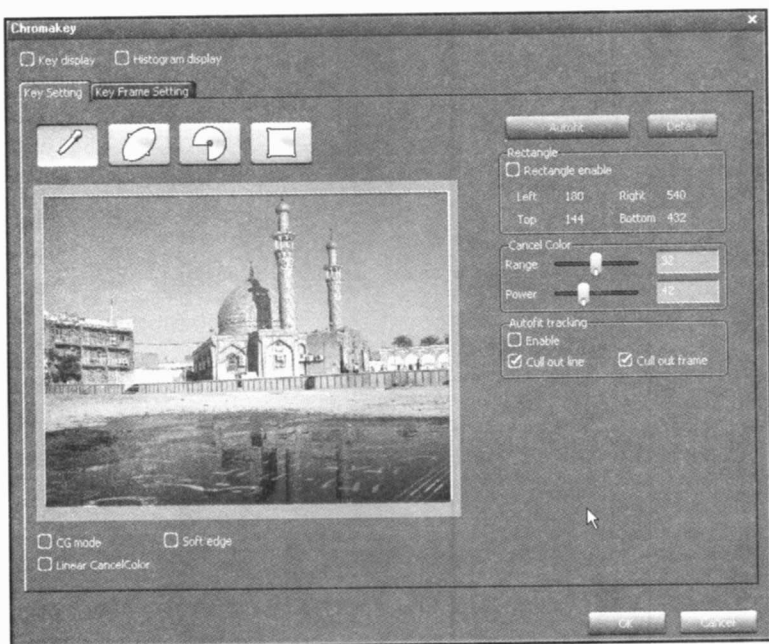 Chromakey
Key display Histogram display
Key Setting Key Frame Setting
Autofit Detail
Rectangle
Rectangle enable
Left 180 Right 540
Top 144 Bottom 432
Cancel Color
Range 32
Power 42
Autofit tracking
Enable
Cull out line Cull out frame
CG mode Soft edge
Linear CancelColor
OK Cancel